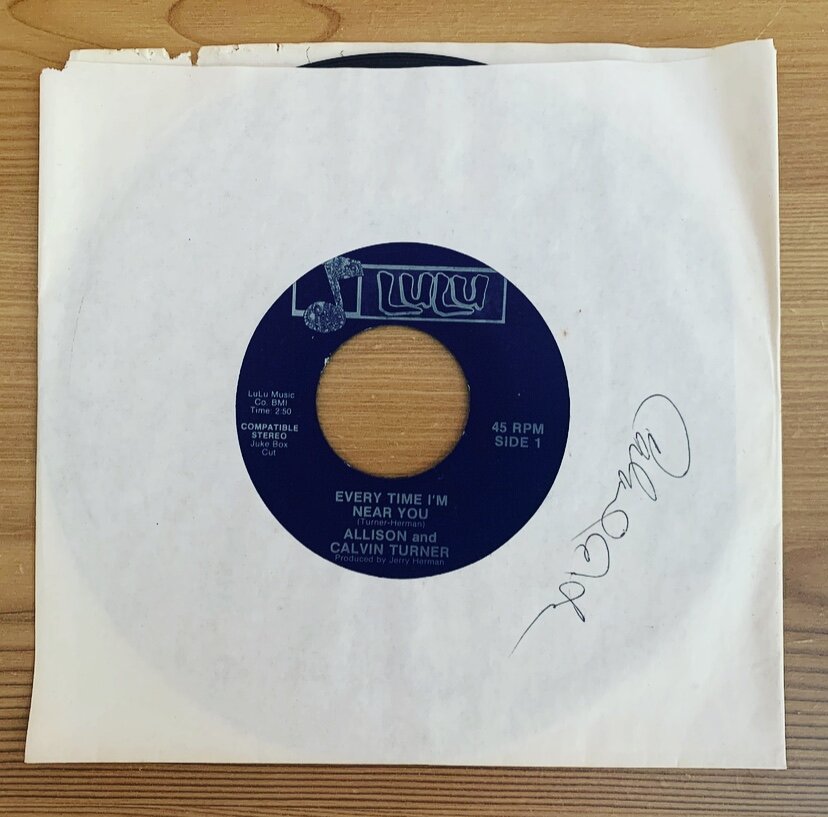 LuLu
LuLu Music
Co. BMI
Time 2:50
COMPATIBLE
STEREO
Juke Box
Cut
45 RPM
SIDE 1
EVERY TIME I'M
NEAR YOU
(Turner-Herman)
ALLISON and
CALVIN TURNER
Produced by Jerry Herman